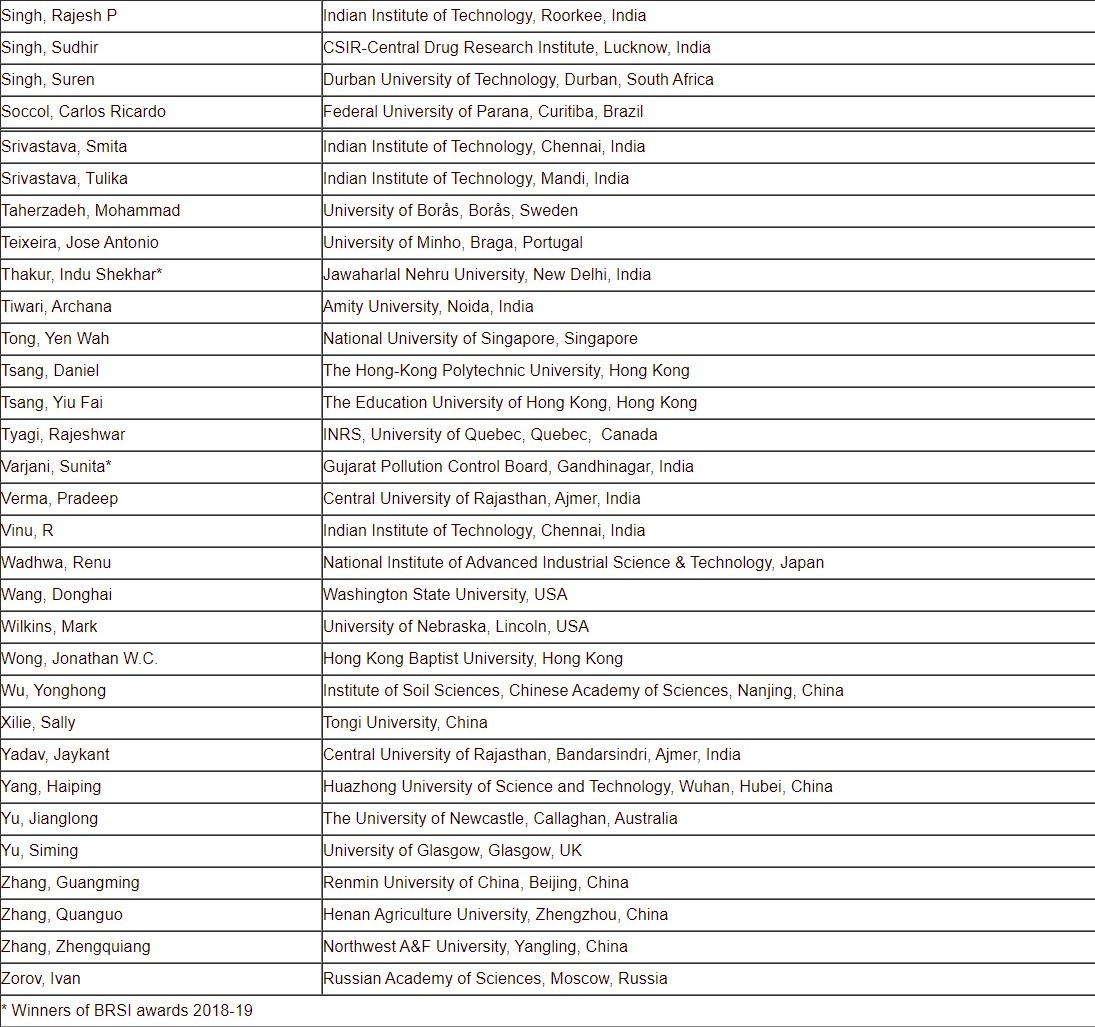 Singh, Rajesh P Indian Institute of Technology, Roorkee, India
Singh, Sudhir CSIR-Central Drug Research Institute, Lucknow, India
Singh, Suren Durban University of Technology, Durban, South Africa
Soccol, Carlos Ricardo Federal University of Parana, Curitiba, Brazil
Srivastava, Smita Indian Institute of Technology, Chennai, India
Srivastava, Tulika Indian Institute of Technology, Mandi, India
Taherzadeh, Mohammad University of Borås, Borås, Sweden
Teixeira, Jose Antonio University of Minho, Braga, Portugal
Thakur, Indu Shekhar* Jawaharlal Nehru University, New Delhi, India
Tiwari, Archana Amity University, Noida, India
Tong, Yen Wah National University of Singapore, Singapore
Tsang, Daniel The Hong-Kong Polytechnic University, Hong Kong
Tsang, Yiu Fai The Education University of Hong Kong, Hong Kong
Tyagi, Rajeshwar INRS, University of Quebec, Quebec, Canada
Varjani, Sunita* Gujarat Pollution Control Board, Gandhinagar, India
Verma, Pradeep Central University of Rajasthan, Ajmer, India
Vinu, R Indian Institute of Technology, Chennai, India
Wadhwa, Renu National Institute of Advanced Industrial Science & Technology, Japan
Wang, Donghai Washington State University, USA
Wilkins, Mark University of Nebraska, Lincoln, USA
Wong, Jonathan W.C. Hong Kong Baptist University, Hong Kong
Wu, Yonghong Institute of Soil Sciences, Chinese Academy of Sciences, Nanjing, China
Xilie, Sally Tongi University, China
Yadav, Jaykant Central University of Rajasthan, Bandarsindri, Ajmer, India
Yang, Haiping Huazhong University of Science and Technology, Wuhan, Hubei, China
Yu, Jianglong The University of Newcastle, Callaghan, Australia
Yu, Siming University of Glasgow, Glasgow, UK
Zhang, Guangming Renmin University of China, Beijing, China
Zhang, Quanguo Henan Agriculture University, Zhengzhou, China
Zhang, Zhengquiang Northwest A&F University, Yangling, China
Zorov, Ivan Russian Academy of Sciences, Moscow, Russia
* Winners of BRSI awards 2018-19